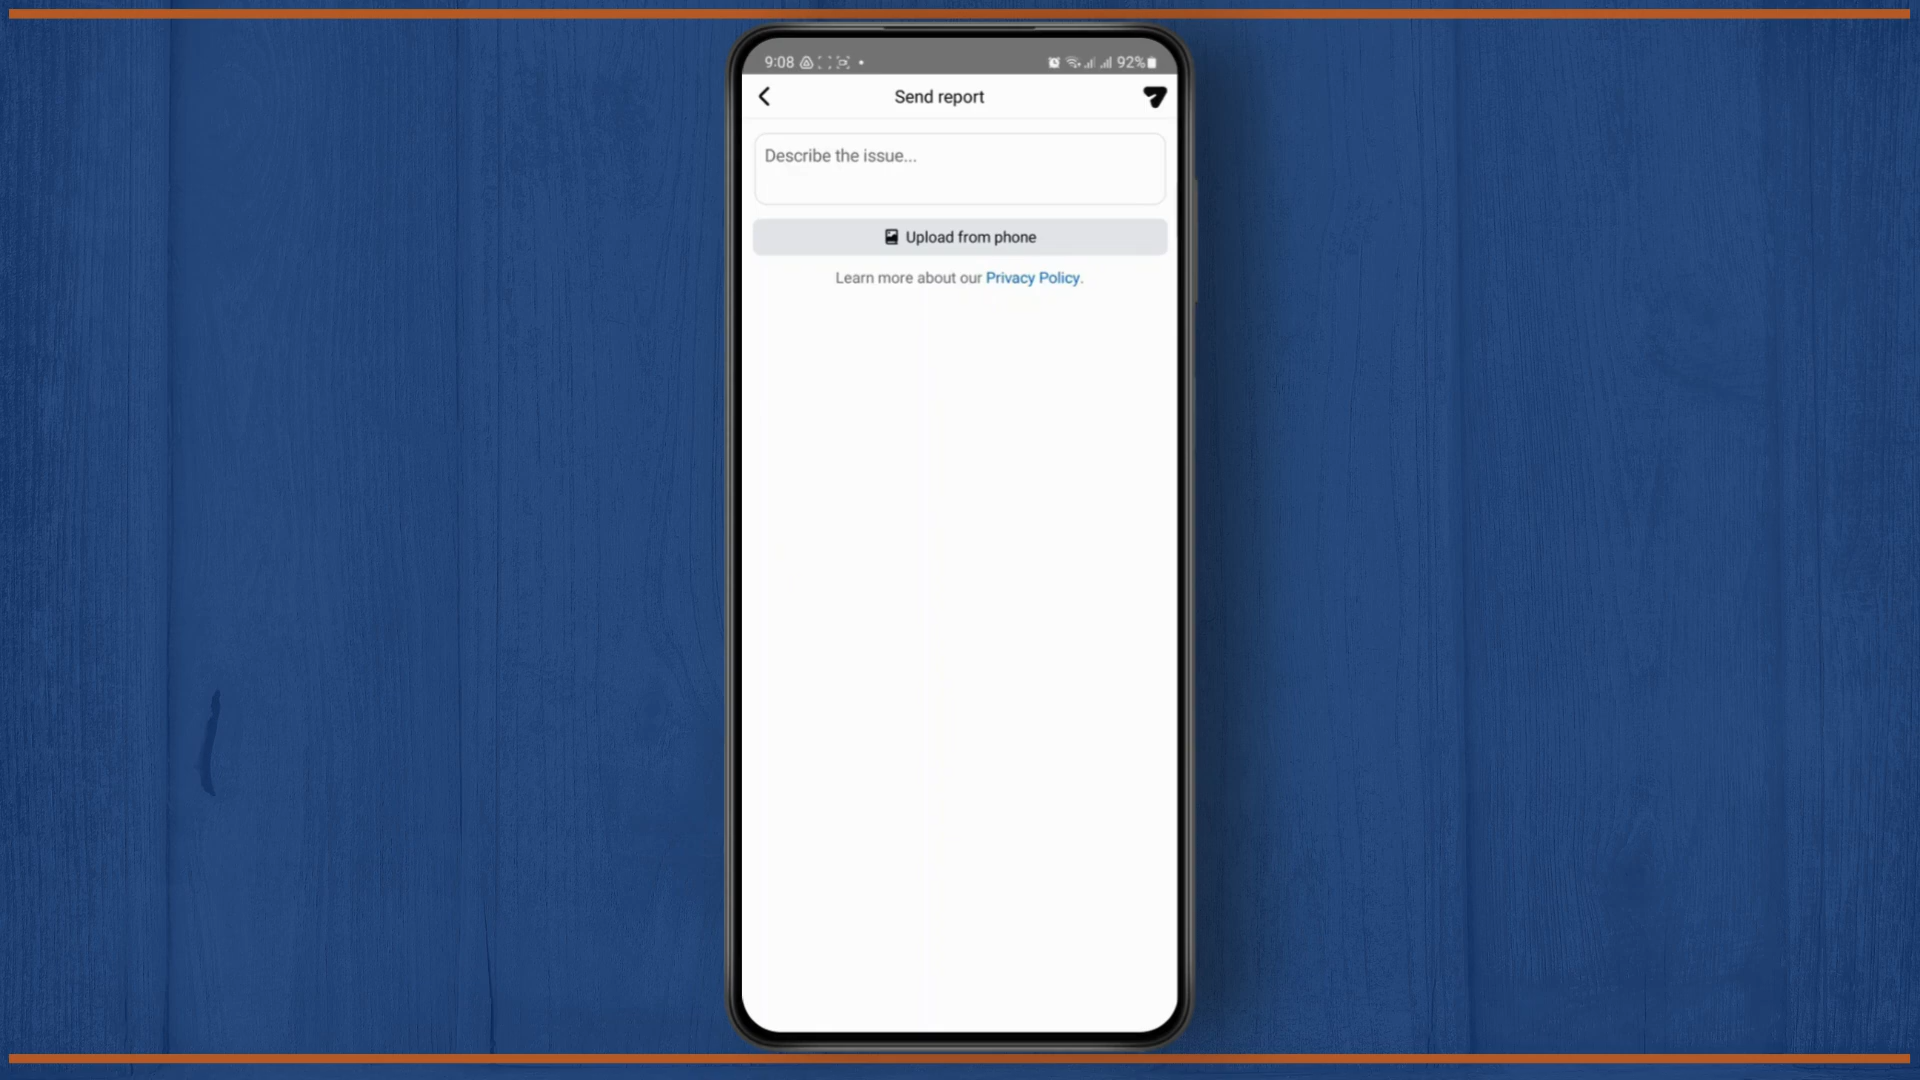 9:08 92%
Send report
Describe the issue...
Upload from phone
Learn more about our Privacy Policy.